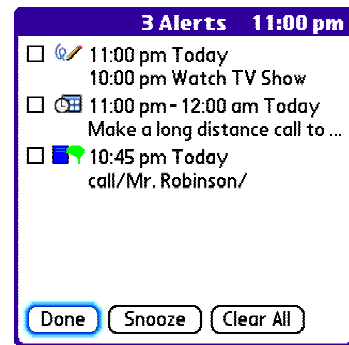 3 Alerts 11:00 pm
11:00 pm Today
10:00 pm Watch TV Show
11:00 pm - 12:00 am Today
Make a long distance call to ...
10:45 pm Today
call/Mr. Robinson/
Done Snooze Clear All